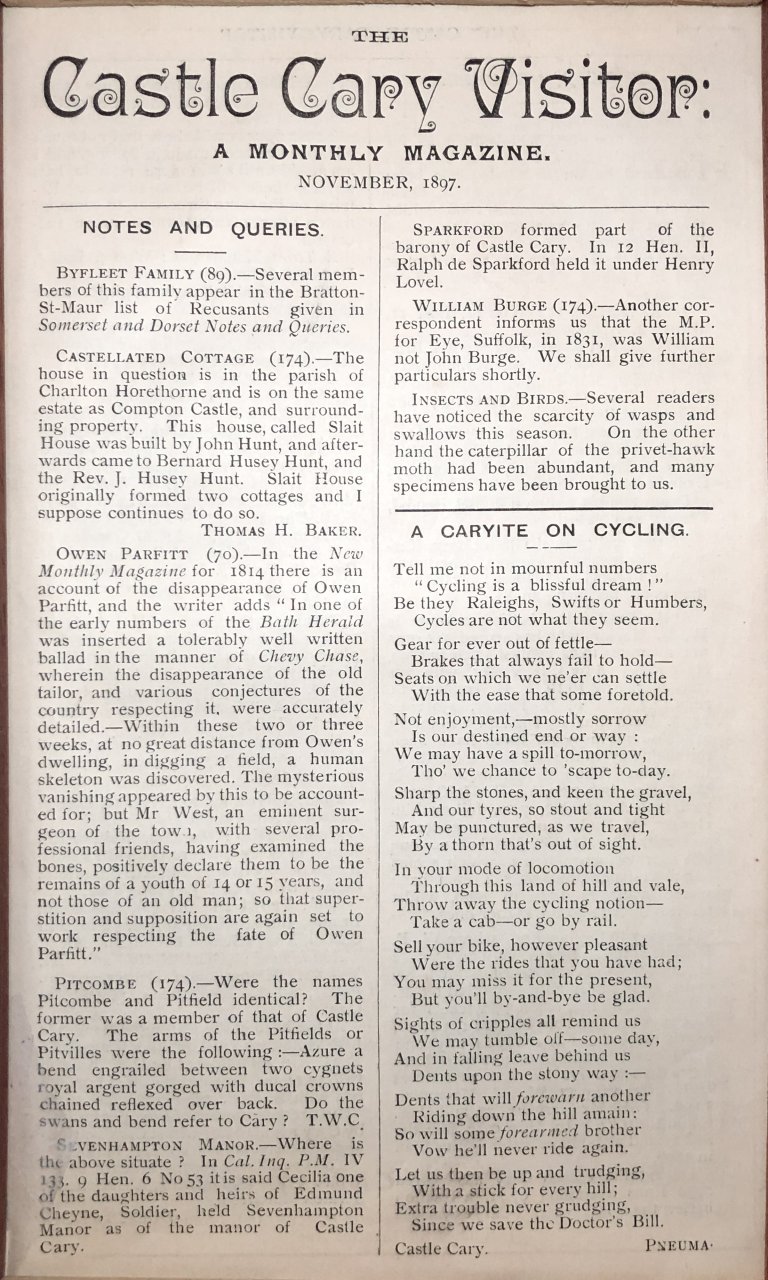 THE
Castle Cary Visitor:
A MONTHLY MAGAZINE.
NOVEMBER, 1897.
NOTES AND QUERIES.
BYFLEET FAMILY (89).—Several mem-
bers of this family appear in the Bratton-
St-Maur list of Recusants given in
Somerset and Dorset Notes and Queries.
CASTELLATED COTTAGE (174).—The
house in question is in the parish of
Charlton Horethorne and is on the same
estate as Compton Castle, and surround-
ing property. This house, called Slait
House was built by John Hunt, and after-
wards came to Bernard Husey Hunt, and
the Rev. J. Husey Hunt. Slait House
originally formed two cottages and I
suppose continues to do so.
THOMAS H. BAKER.
OWEN PARFITT (70).—In the New
Monthly Magazine for 1814 there is an
account of the disappearance of Owen
Parfitt, and the writer adds " In one of
the early numbers of the Bath Herald
was inserted a tolerably well written
ballad in the manner of Chevy Chase,
wherein the disappearance of the old
tailor, and various conjectures of the
country respecting it, were accurately
detailed.—Within these two or three
weeks, at no great distance from Owen's
dwelling, in digging a field, a human
skeleton was discovered. The mysterious
vanishing appeared by this to be account-
ed for; but Mr West, an eminent sur-
geon of the town, with several pro-
fessional friends, having examined the
bones, positively declare them to be the
remains of a youth of 14 or 15 years, and
not those of an old man; so that super-
stition and supposition are again set to
work respecting the fate of Owen
Parfitt."
PITCOMBE (174).—Were the names
Pitcombe and Pitfield identical? The
former was a member of that of Castle
Cary. The arms of the Pitfields or
Pitvilles were the following :—Azure a
bend engrailed between two cygnets
royal argent gorged with ducal crowns
chained reflexed over back. Do the
swans and bend refer to Cary ? T.W.C.
SEVENHAMPTON MANOR.—Where is
the above situate ? In Cal. Inq. P.M. IV
133. 9 Hen. 6 No 53 it is said Cecilia one
of the daughters and heirs of Edmund
Cheyne, Soldier, held Sevenhampton
Manor as of the manor of Castle
Cary.
SPARKFORD formed part of the
barony of Castle Cary. In 12 Hen. II,
Ralph de Sparkford held it under Henry
Lovel.
WILLIAM BURGE (174).—Another cor-
respondent informs us that the M.P.
for Eye, Suffolk, in 1831, was William
not John Burge. We shall give further
particulars shortly.
INSECTS AND BIRDS.—Several readers
have noticed the scarcity of wasps and
swallows this season. On the other
hand the caterpillar of the privet-hawk
moth had been abundant, and many
specimens have been brought to us.
A CARYITE ON CYCLING.
Tell me not in mournful numbers
" Cycling is a blissful dream ! "
Be they Raleighs, Swifts or Humbers,
Cycles are not what they seem.
Gear for ever out of fettle—
Brakes that always fail to hold—
Seats on which we ne'er can settle
With the ease that some foretold.
Not enjoyment,—mostly sorrow
Is our destined end or way :
We may have a spill to-morrow,
Tho' we chance to 'scape to-day.
Sharp the stones, and keen the gravel,
And our tyres, so stout and tight
May be punctured, as we travel,
By a thorn that's out of sight.
In your mode of locomotion
Through this land of hill and vale,
Throw away the cycling notion—
Take a cab—or go by rail.
Sell your bike, however pleasant
Were the rides that you have had;
You may miss it for the present,
But you'll by-and-bye be glad.
Sights of cripples all remind us
We may tumble off—some day,
And in falling leave behind us
Dents upon the stony way :—
Dents that will forewarn another
Riding down the hill amain:
So will some forearmed brother
Vow he'll never ride again.
Let us then be up and trudging,
With a stick for every hill;
Extra trouble never grudging,
Since we save the Doctor's Bill.
Castle Cary. PNEUMA.